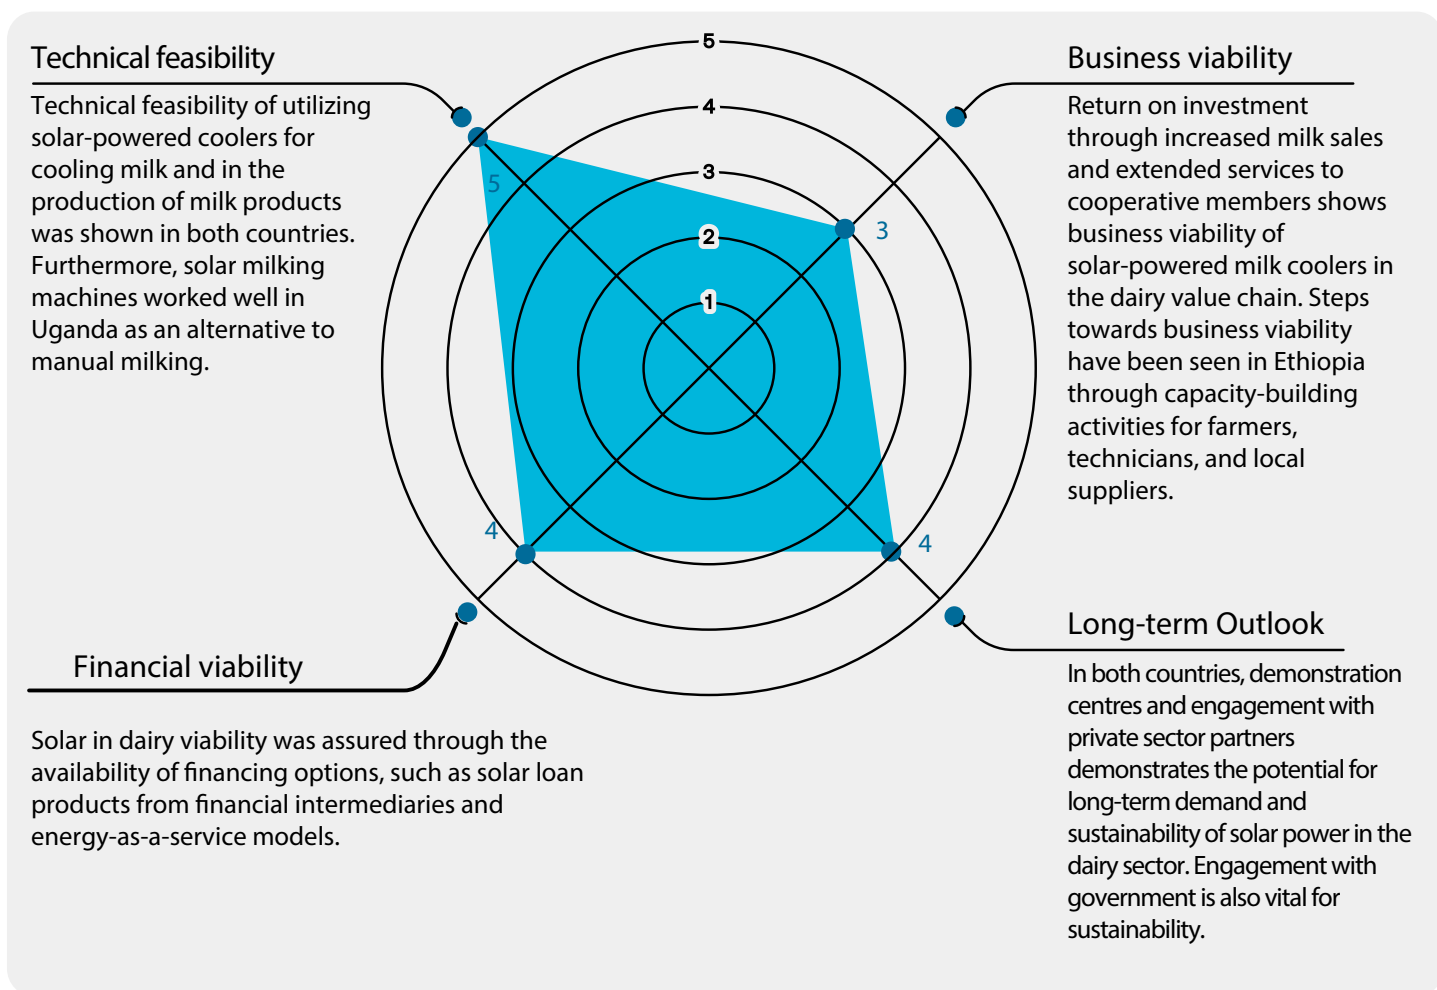 Technical feasibility
Technical feasibility of utilizing
solar-powered coolers for
cooling milk and in the
production of milk products
was shown in both countries.
Furthermore, solar milking
machines worked well in
Uganda as an alternative to
manual milking.
5
4
3
2
1
5
3
4
4
Business viability
Return on investment
through increased milk sales
and extended services to
cooperative members shows
business viability of
solar-powered milk coolers in
the dairy value chain. Steps
towards business viability
have been seen in Ethiopia
through capacity-building
activities for farmers,
technicians, and local
suppliers.
Financial viability
Solar in dairy viability was assured through the
availability of financing options, such as solar loan
products from financial intermediaries and
energy-as-a-service models.
Long-term Outlook
In both countries, demonstration
centres and engagement with
private sector partners
demonstrates the potential for
long-term demand and
sustainability of solar power in the
dairy sector. Engagement with
government is also vital for
sustainability.